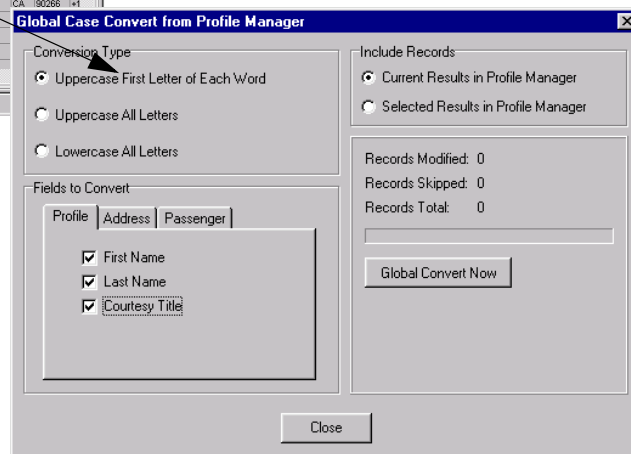 CA 90266 +1
Global Case Convert from Profile Manager
Conversion Type
Uppercase First Letter of Each Word
Uppercase All Letters
Lowercase All Letters
Include Records
Current Results in Profile Manager
Selected Results in Profile Manager
Fields to Convert
Profile Address Passenger
First Name
Last Name
Courtesy Title
Records Modified: 0
Records Skipped: 0
Records Total: 0
Global Convert Now
Close